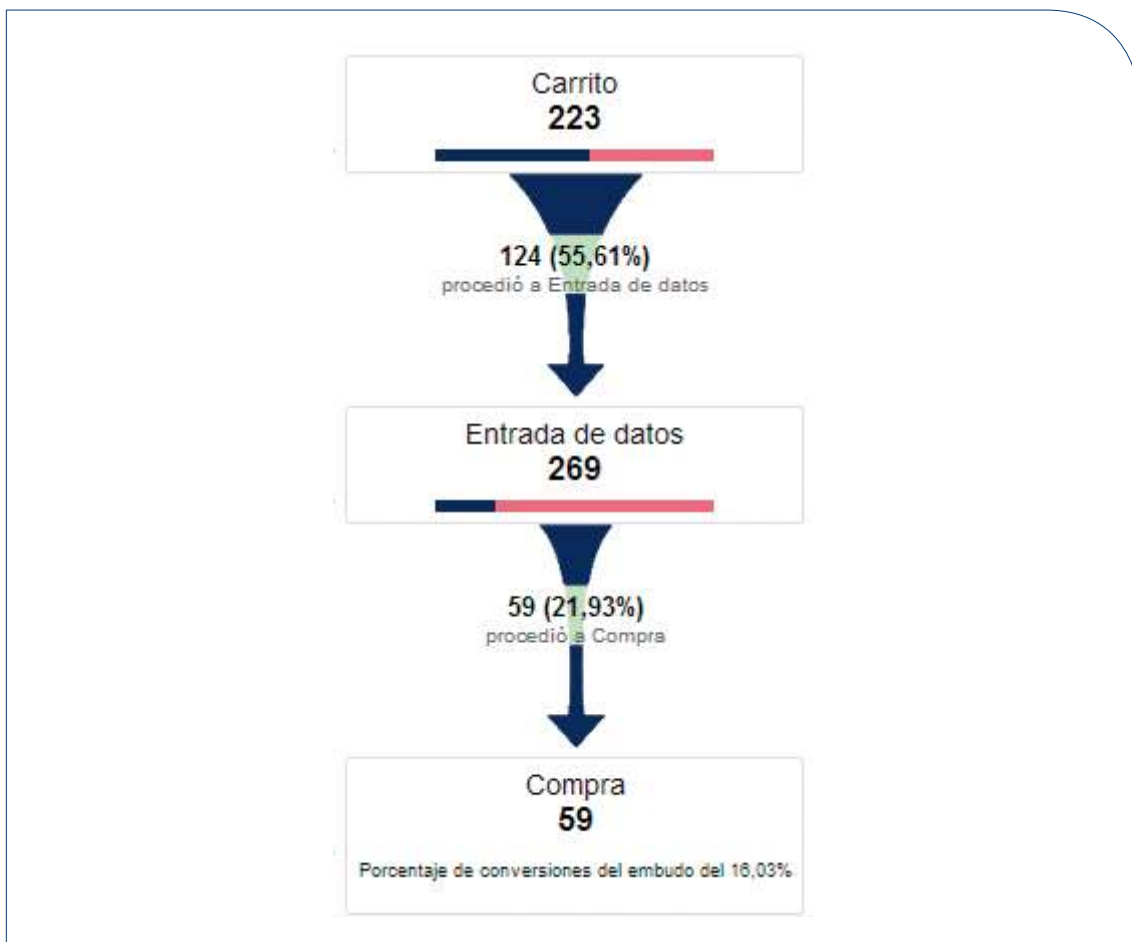 Carrito
223
124 (55,61%)
procedió a Entrada de datos
Entrada de datos
269
59 (21,93%)
procedió a Compra
Compra
59
Porcentaje de conversiones del embudo del 16,03%